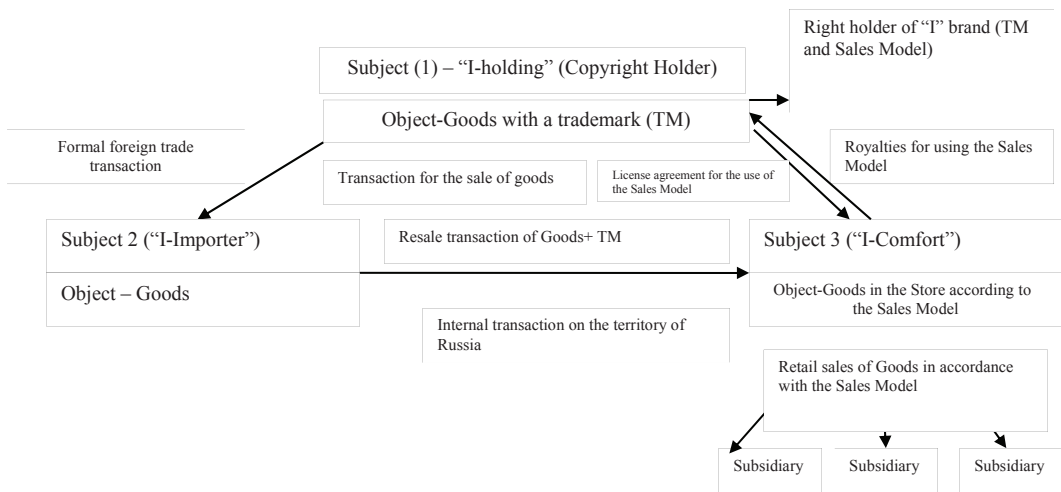 Right holder of “I” brand (TM
and Sales Model)
Subject (1) – “I-holding” (Copyright Holder)
Object-Goods with a trademark (TM)
Formal foreign trade
transaction
Transaction for the sale of goods
License agreement for the use of
the Sales Model
Royalties for using the Sales
Model
Subject 2 (“I-Importer”)
Object – Goods
Resale transaction of Goods+ TM
Subject 3 (“I-Comfort”)
Object-Goods in the Store according to
the Sales Model
Internal transaction on the territory of
Russia
Retail sales of Goods in accordance
with the Sales Model
Subsidiary
Subsidiary
Subsidiary